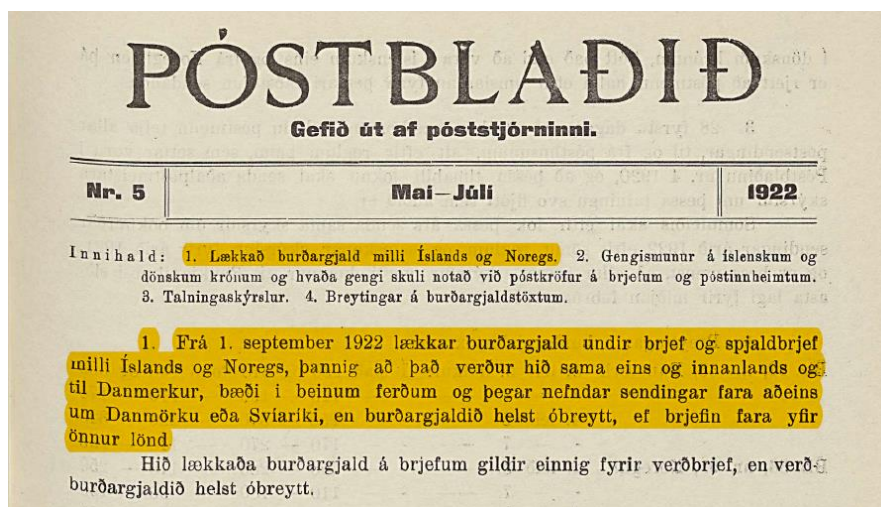 PÓSTBLAÐIÐ
Gefið út af póststjórninni.
Nr. 5 Mai–Júlí 1922
Innihald: 1. Lækkað burðargjald milli Íslands og Noregs. 2. Gengismunur á íslenskum og
dönskum krónum og hvaða gengi skuli notað við póstkröfur á brjefum og póstinnheimtum.
3. Talningaskýrslur. 4. Breytingar á burðargjaldstöxtum.
1. Frá 1. september 1922 lækkar burðargjald undir brjef og spjaldbrjef
milli Íslands og Noregs, þannig að það verður hið sama eins og innanlands og
til Danmerkur, bæði i beinum ferðum og þegar nefndar sendingar fara aðeins
um Danmörku eða Svíaríki, en burðargjaldið helst óbreytt, ef brjefin fara yfir
önnur lönd.
Hið lækkaða burðargjald á brjefum gildir einnig fyrir verðbrjef, en verð-
burðargjaldið helst óbreytt.